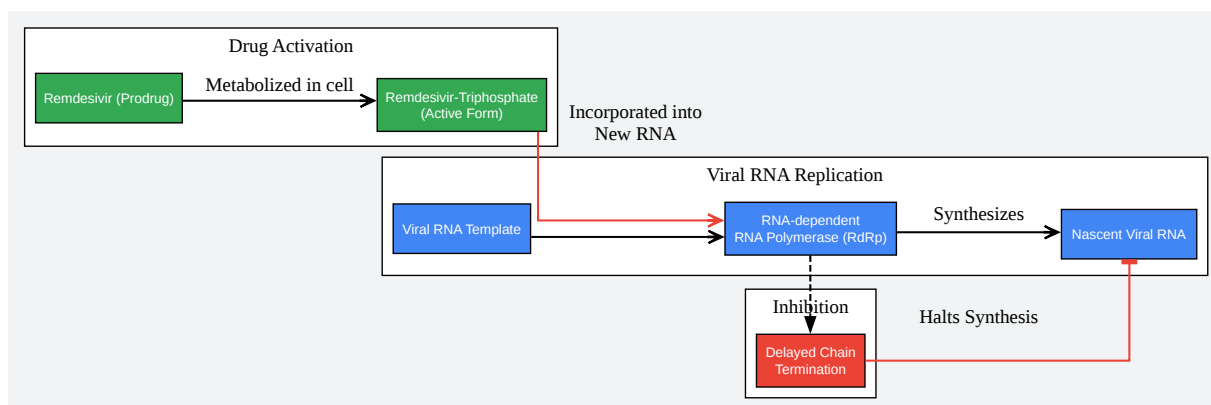 Drug Activation
Remdesivir (Prodrug)
Metabolized in cell
Remdesivir-Triphosphate
(Active Form)
Incorporated into
New RNA
Viral RNA Replication
Viral RNA Template
RNA-dependent
RNA Polymerase (RdRp)
Synthesizes
Nascent Viral RNA
Inhibition
Halts Synthesis
Delayed Chain
Termination